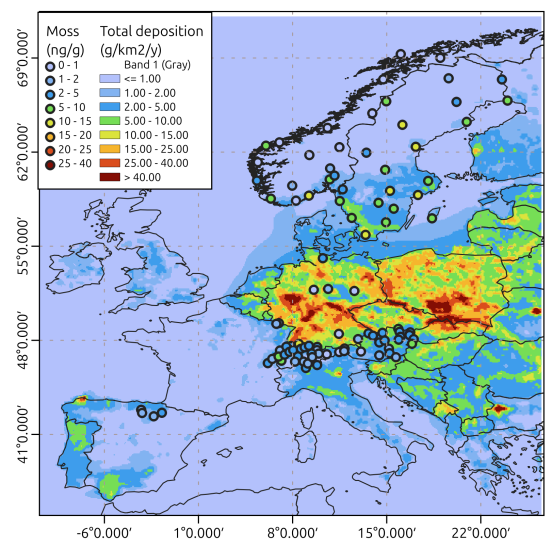 Moss Total deposition
(ng/g) (g/km2/y)
Band 1 (Gray)
0 - 1 <= 1.00
1 - 2 1.00 - 2.00
2 - 5 2.00 - 5.00
5 - 10 5.00 - 10.00
10 - 15 10.00 - 15.00
15 - 20 15.00 - 25.00
20 - 25 25.00 - 40.00
25 - 40 > 40.00
69°0.000'
62°0.000'
55°0.000'
48°0.000'
41°0.000'
-6°0.000' 1°0.000' 8°0.000' 15°0.000' 22°0.000'